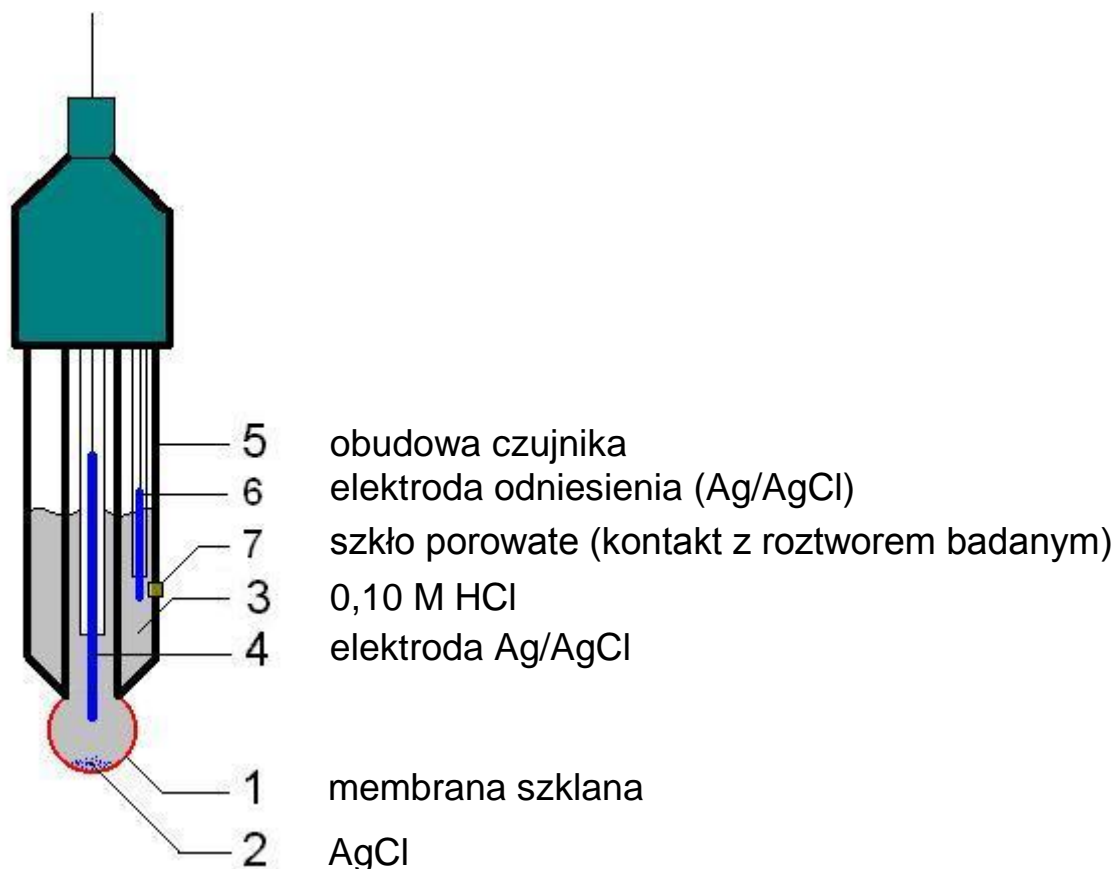 5 obudowa czujnika
6 elektroda odniesienia (Ag/AgCl)
7 szkło porowate (kontakt z roztworem badanym)
3 0,10 M HCl
4 elektroda Ag/AgCl
1 membrana szklana
2 AgCl